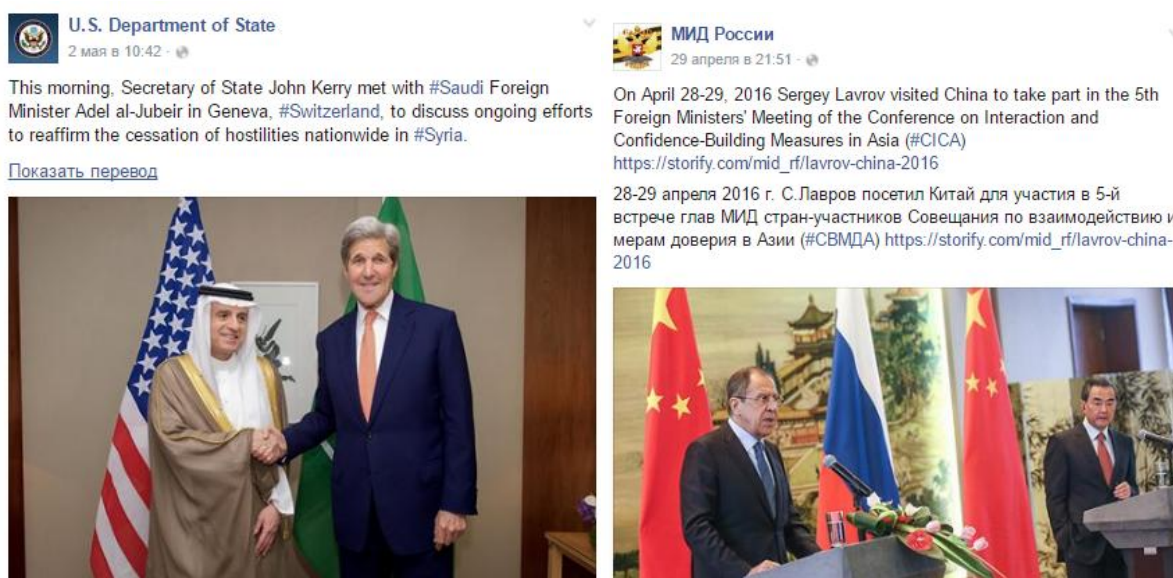 U.S. Department of State
2 мая в 10:42 ·
This morning, Secretary of State John Kerry met with #Saudi Foreign
Minister Adel al-Jubeir in Geneva, #Switzerland, to discuss ongoing efforts
to reaffirm the cessation of hostilities nationwide in #Syria.
Показать перевод
МИД России
29 апреля в 21:51 ·
On April 28-29, 2016 Sergey Lavrov visited China to take part in the 5th
Foreign Ministers' Meeting of the Conference on Interaction and
Confidence-Building Measures in Asia (#CICA)
https://storify.com/mid_rf/lavrov-china-2016
28-29 апреля 2016 г. С.Лавров посетил Китай для участия в 5-й
встрече глав МИД стран-участников Совещания по взаимодействию и
мерам доверия в Азии (#СВМДА) https://storify.com/mid_rf/lavrov-china-
2016